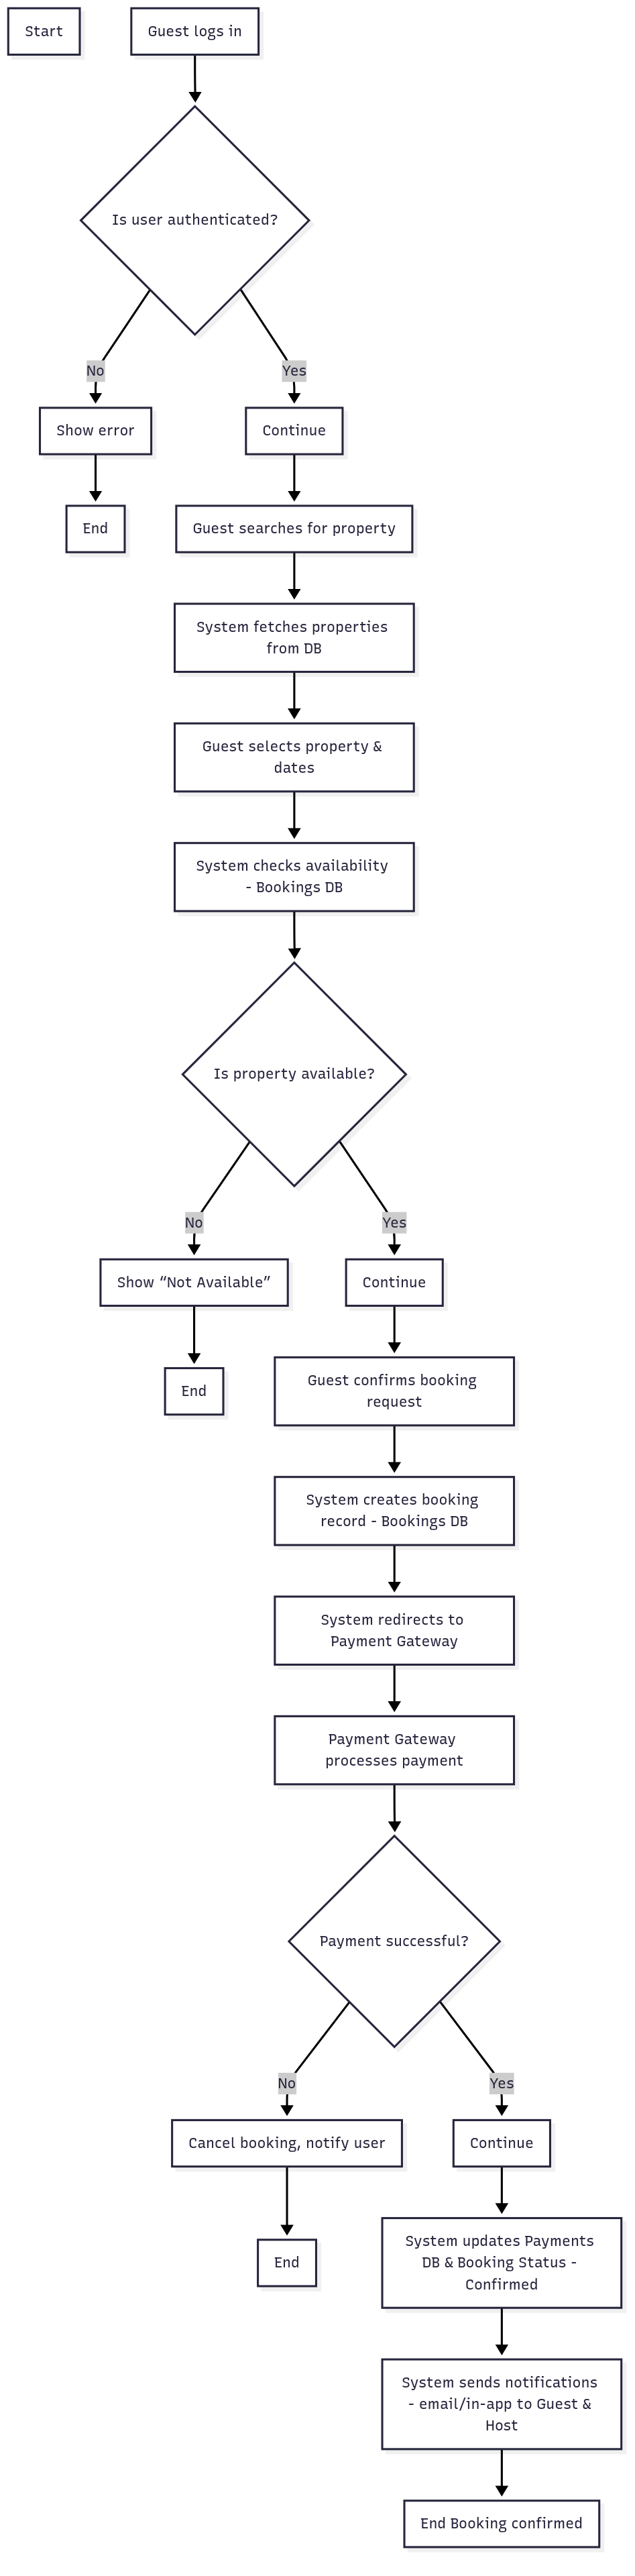 Start
Guest logs in
Is user authenticated?
No
Yes
Show error
Continue
End
Guest searches for property
System fetches properties
from DB
Guest selects property &
dates
System checks availability
- Bookings DB
Is property available?
No
Yes
Show “Not Available”
Continue
End
Guest confirms booking
request
System creates booking
record - Bookings DB
System redirects to
Payment Gateway
Payment Gateway
processes payment
Payment successful?
No
Yes
Cancel booking, notify user
Continue
End
System updates Payments
DB & Booking Status -
Confirmed
System sends notifications
- email/in-app to Guest &
Host
End Booking confirmed